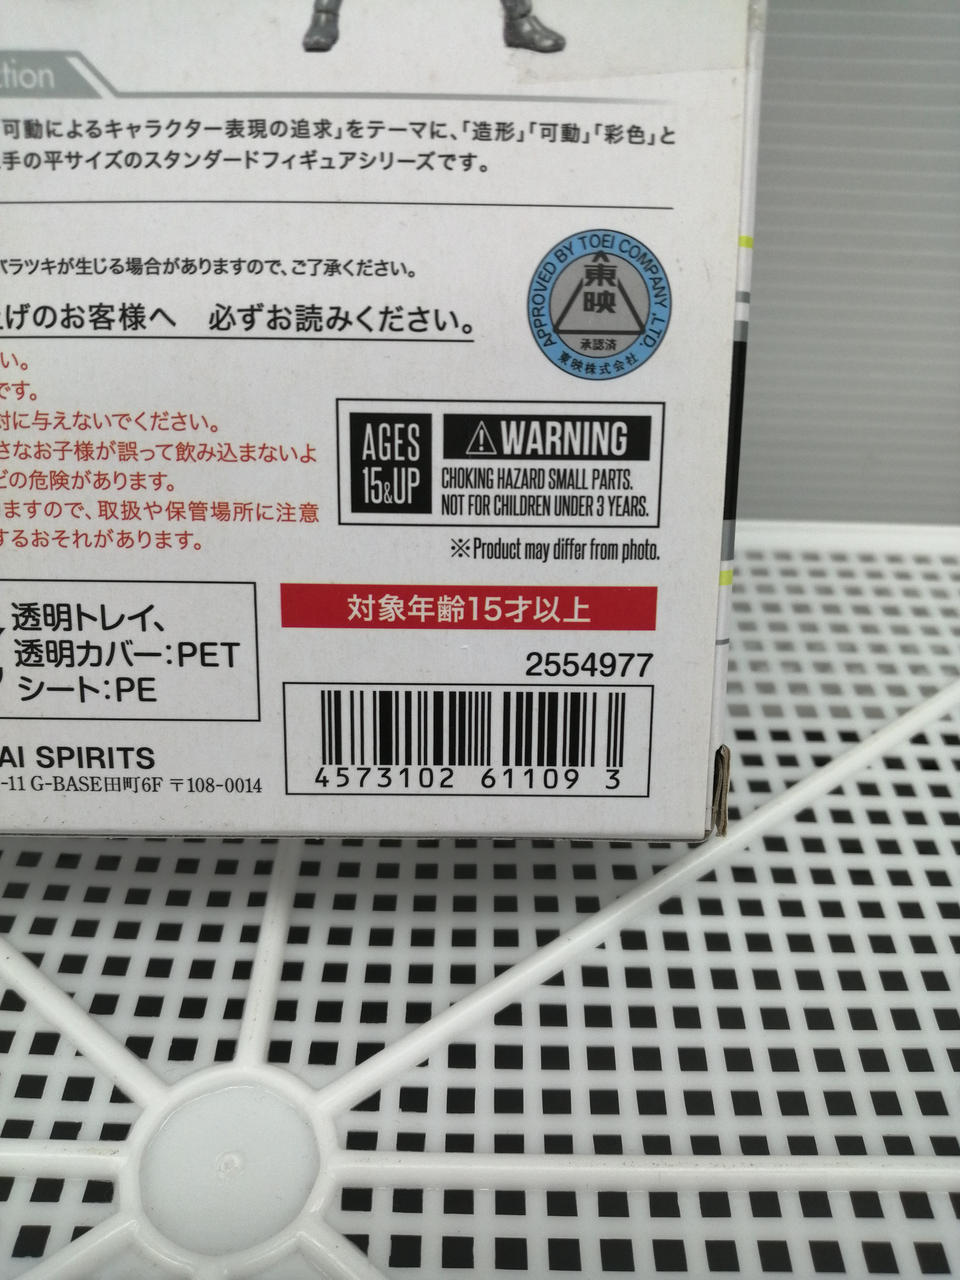 ction
可動によるキャラクター表現の追求」をテーマに、「造形」「可動」「彩色」と
手の平サイズのスタンダードフィギュアシリーズです。
バラツキが生じる場合がありますので、ご了承ください。
上げのお客様へ　必ずお読みください。
APPROVED BY TOEI COMPANY ,LTD.
東映
承認済
東映株式会社
い。
です。
対に与えないでください。
さなお子様が誤って飲み込まないよ
どの危険があります。
ますので、取扱や保管場所に注意
するおそれがあります。
AGES
15&UP
⚠WARNING
CHOKING HAZARD SMALL PARTS.
NOT FOR CHILDREN UNDER 3 YEARS.
※Product may differ from photo.
対象年齢15才以上
透明トレイ、
透明カバー:PET
シート:PE
2554977
4573102 61109 3
AI SPIRITS
-11 G-BASE田町6F 〒108-0014